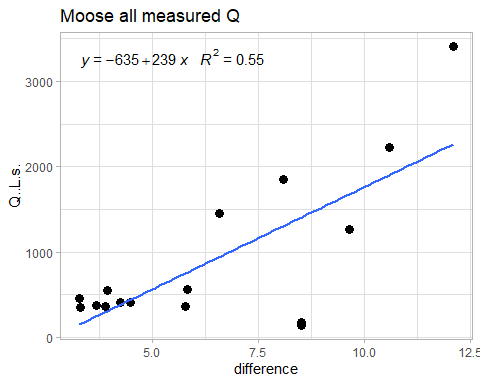 Moose all measured Q
y = −635+239 x R² = 0.55
3000
2000
1000
0
Q..L.s.
5.0 7.5 10.0 12.5
difference